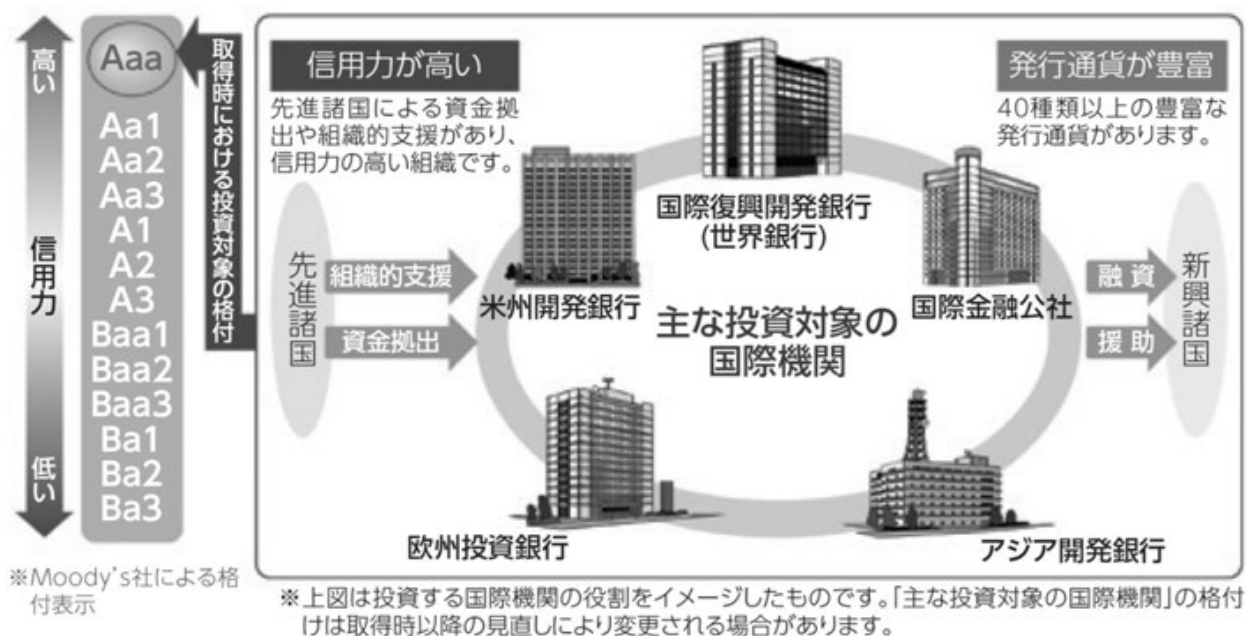 高い
信用力
低い
Aaa
Aa1
Aa2
Aa3
A1
A2
A3
Baa1
Baa2
Baa3
Ba1
Ba2
Ba3
※Moody's社による格
付表示
取得時における投資対象の格付
信用力が高い
先進諸国による資金拠
出や組織的支援があり、
信用力の高い組織です。
発行通貨が豊富
40種類以上の豊富な
発行通貨があります。
先進諸国
組織的支援
資金拠出
国際復興開発銀行
(世界銀行)
米州開発銀行
国際金融公社
主な投資対象の
国際機関
欧州投資銀行
アジア開発銀行
融資
援助
新興諸国
※上図は投資する国際機関の役割をイメージしたものです。「主な投資対象の国際機関」の格付
けは取得時以降の見直しにより変更される場合があります。